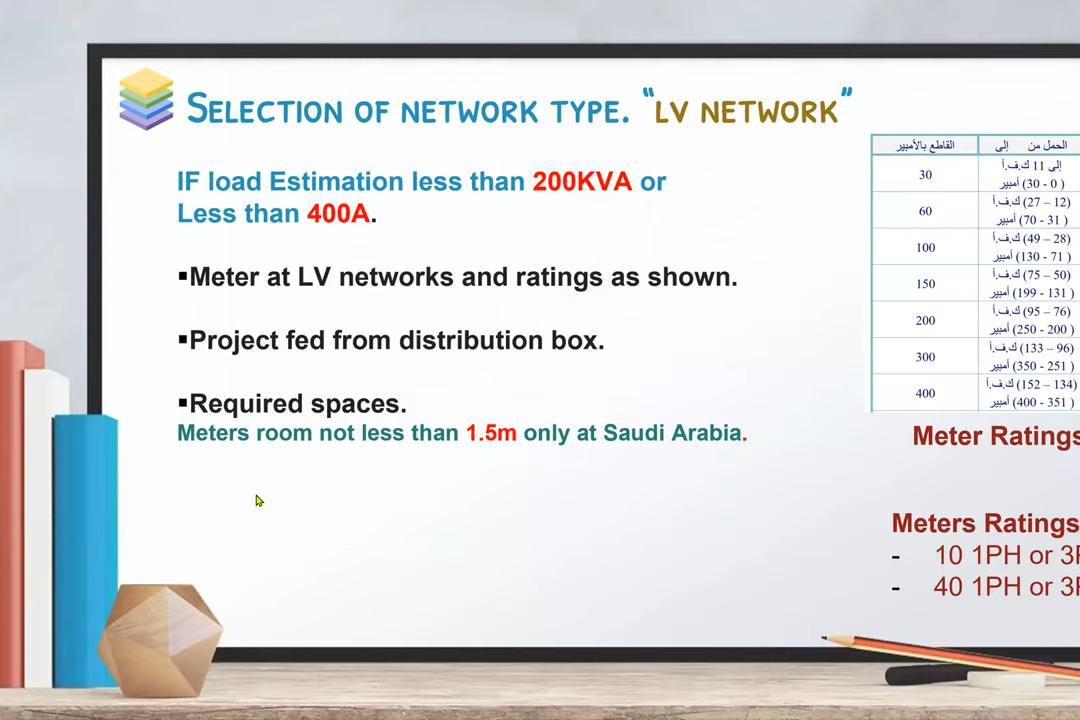 SELECTION OF NETWORK TYPE. "LV NETWORK"
IF load Estimation less than 200KVA or
Less than 400A.
▪Meter at LV networks and ratings as shown.
▪Project fed from distribution box.
▪Required spaces.
Meters room not less than 1.5m only at Saudi Arabia.
الحمل من إلى القاطع بالأمبير
إلى 11 ك.ف.أ
(0 - 30) أمبير
30
(12 – 27) ك.ف.أ
(31 - 70) أمبير
60
(28 – 49) ك.ف.أ
(71 - 130) أمبير
100
(50 – 75) ك.ف.أ
(131 - 199) أمبير
150
(76 – 95) ك.ف.أ
(200 - 250) أمبير
200
(96 – 133) ك.ف.أ
(251 - 350) أمبير
300
(134 – 152) ك.ف.أ
(351 - 400) أمبير
400
Meter Ratings
Meters Ratings
- 10 1PH or
- 40 1PH or